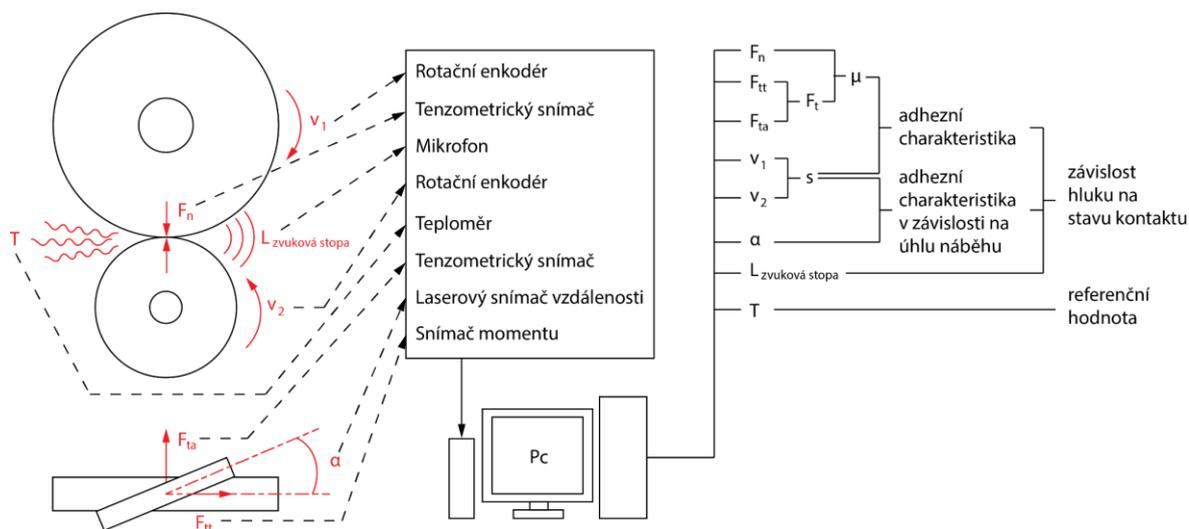 v1
Fn
T
Lzvuková stopa
v2
Fta
α
Ftt
Rotační enkodér
Tenzometrický snímač
Mikrofon
Rotační enkodér
Teploměr
Tenzometrický snímač
Laserový snímač vzdálenosti
Snímač momentu
Pc
Fn
Ftt
Fta
Ft
μ
v1
v2
s
α
Lzvuková stopa
T
adhezní
charakteristika
adhezní
charakteristika
v závislosti na
úhlu náběhu
závislost
hluku na
stavu kontaktu
referenční
hodnota